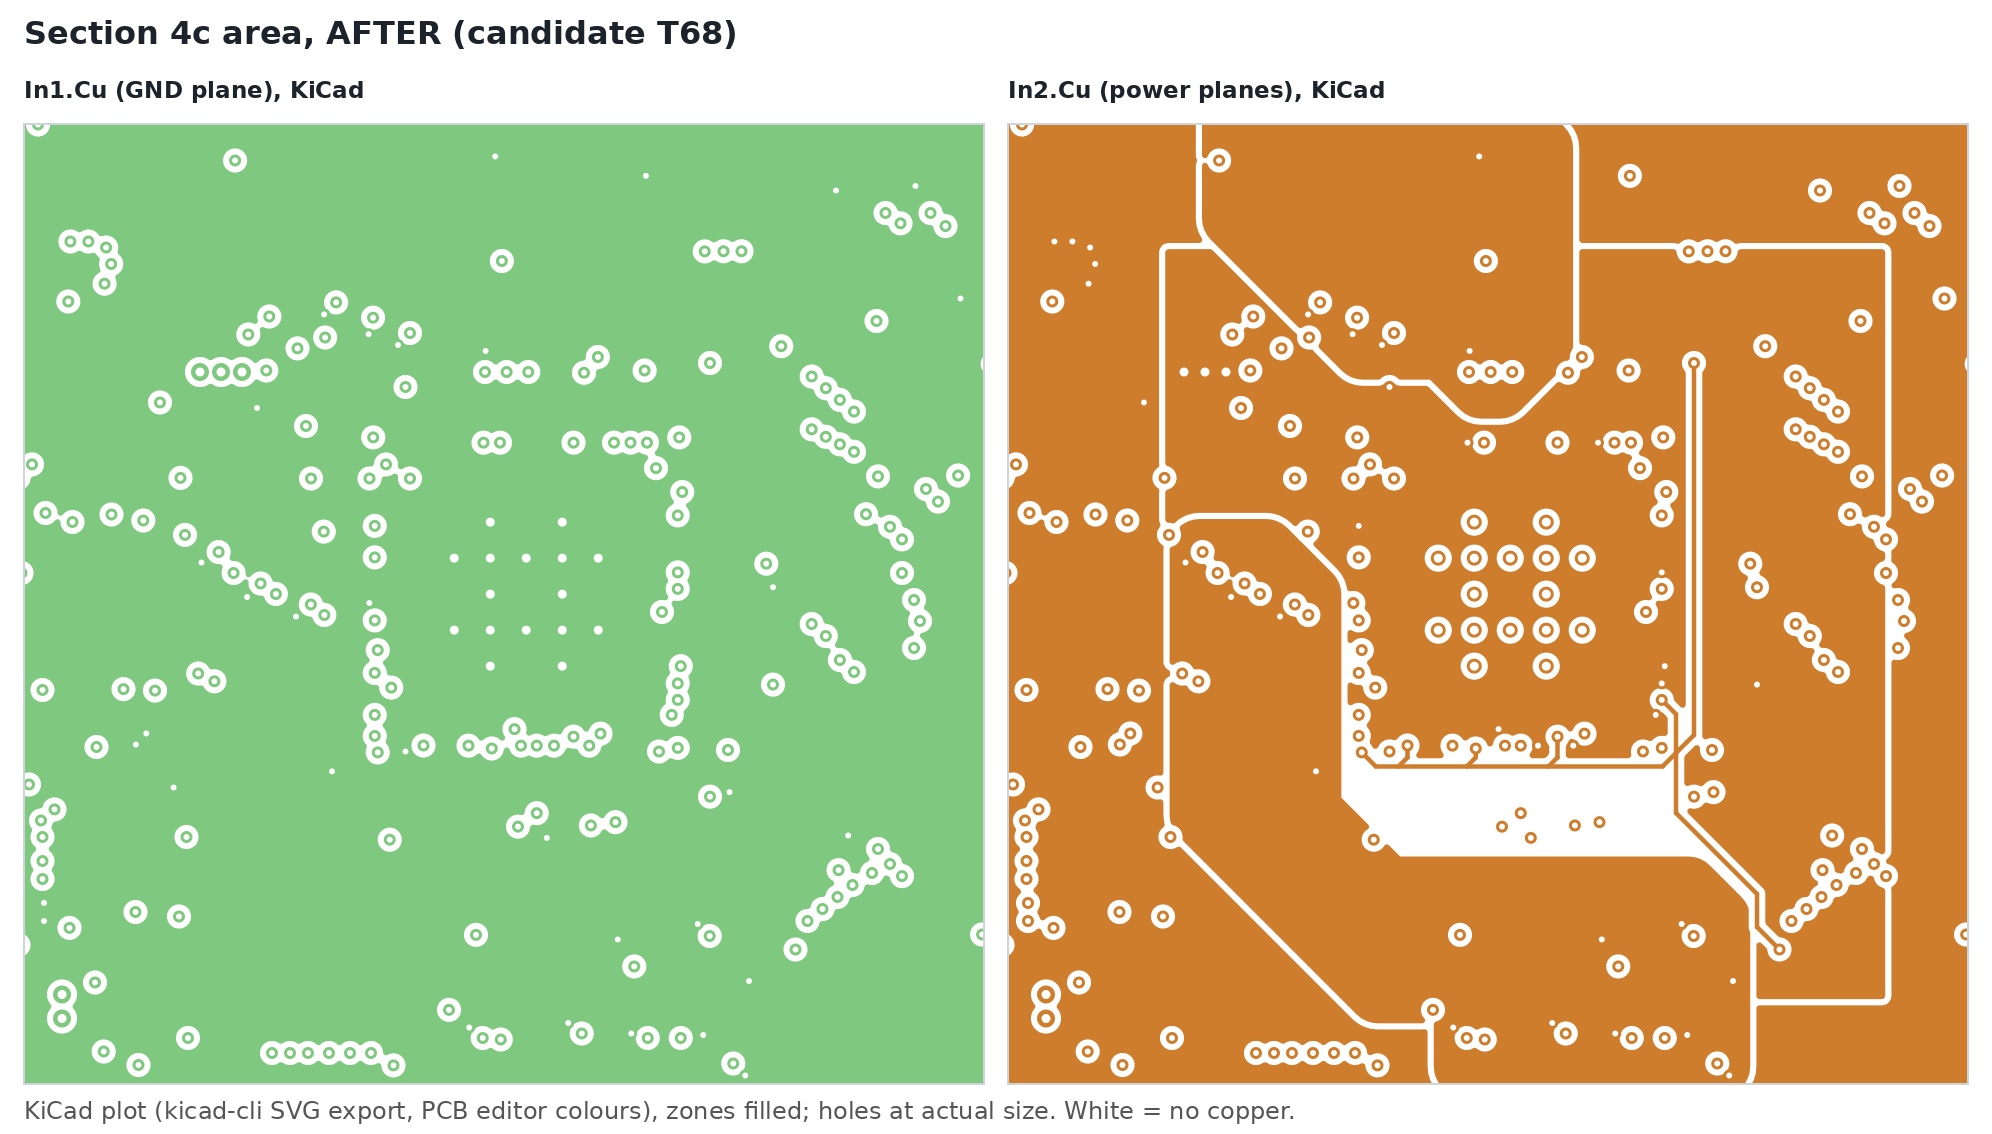 Section 4c area, AFTER (candidate T68)
In1.Cu (GND plane), KiCad
In2.Cu (power planes), KiCad
KiCad plot (kicad-cli SVG export, PCB editor colours), zones filled; holes at actual size. White = no copper.